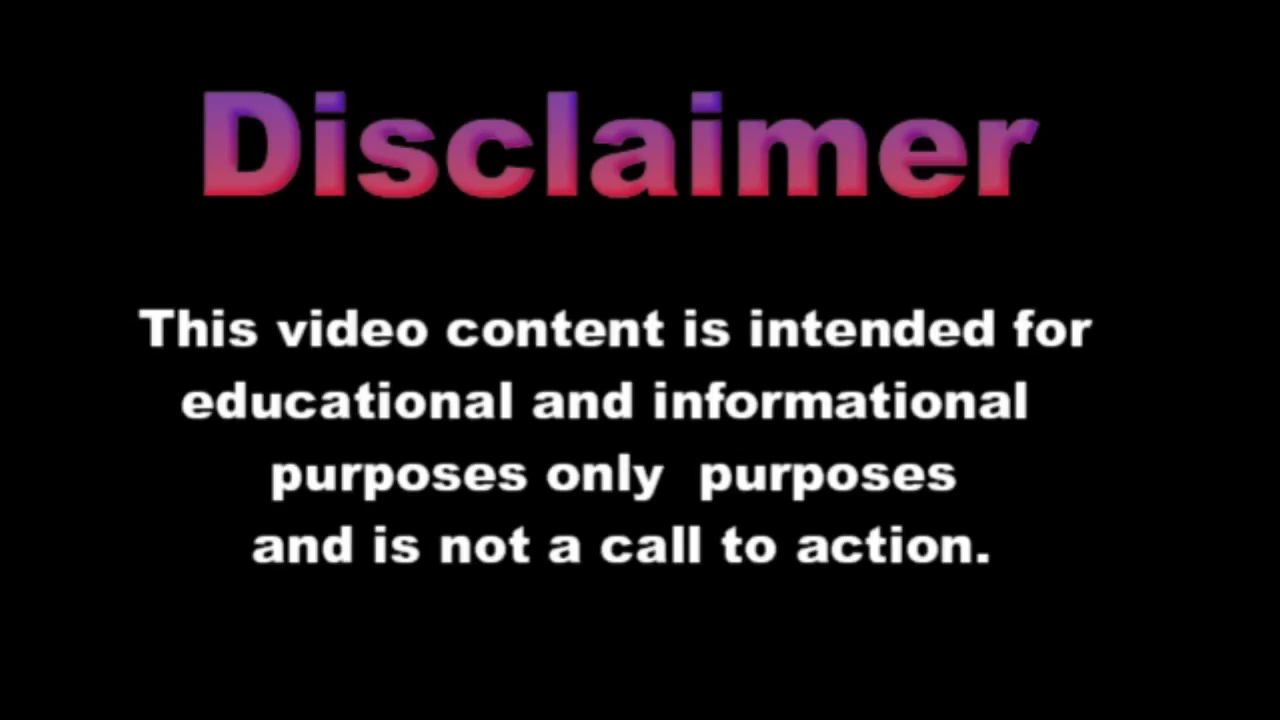 Disclaimer
This video content is intended for
educational and informational
purposes only  purposes
and is not a call to action.